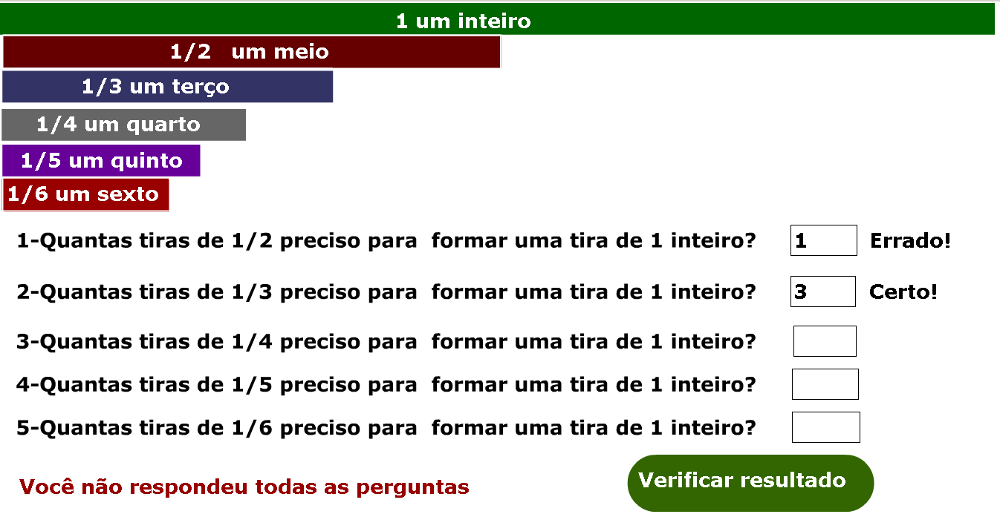 1 um inteiro
1/2 um meio
1/3 um terço
1/4 um quarto
1/5 um quinto
1/6 um sexto
1-Quantas tiras de 1/2 preciso para formar uma tira de 1 inteiro? 1 Errado!
2-Quantas tiras de 1/3 preciso para formar uma tira de 1 inteiro? 3 Certo!
3-Quantas tiras de 1/4 preciso para formar uma tira de 1 inteiro?
4-Quantas tiras de 1/5 preciso para formar uma tira de 1 inteiro?
5-Quantas tiras de 1/6 preciso para formar uma tira de 1 inteiro?
Você não respondeu todas as perguntas
Verificar resultado